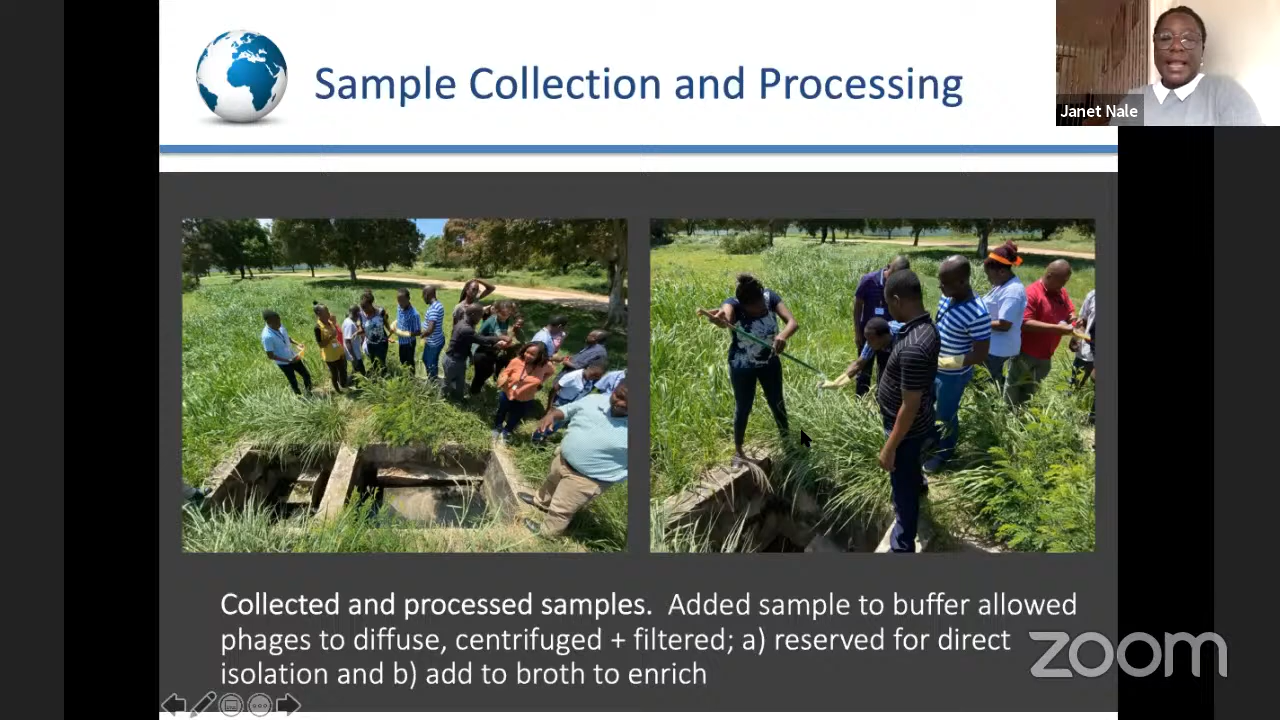 Sample Collection and Processing
Janet Nale
Collected and processed samples. Added sample to buffer allowed
phages to diffuse, centrifuged + filtered; a) reserved for direct
isolation and b) add to broth to enrich
zoom